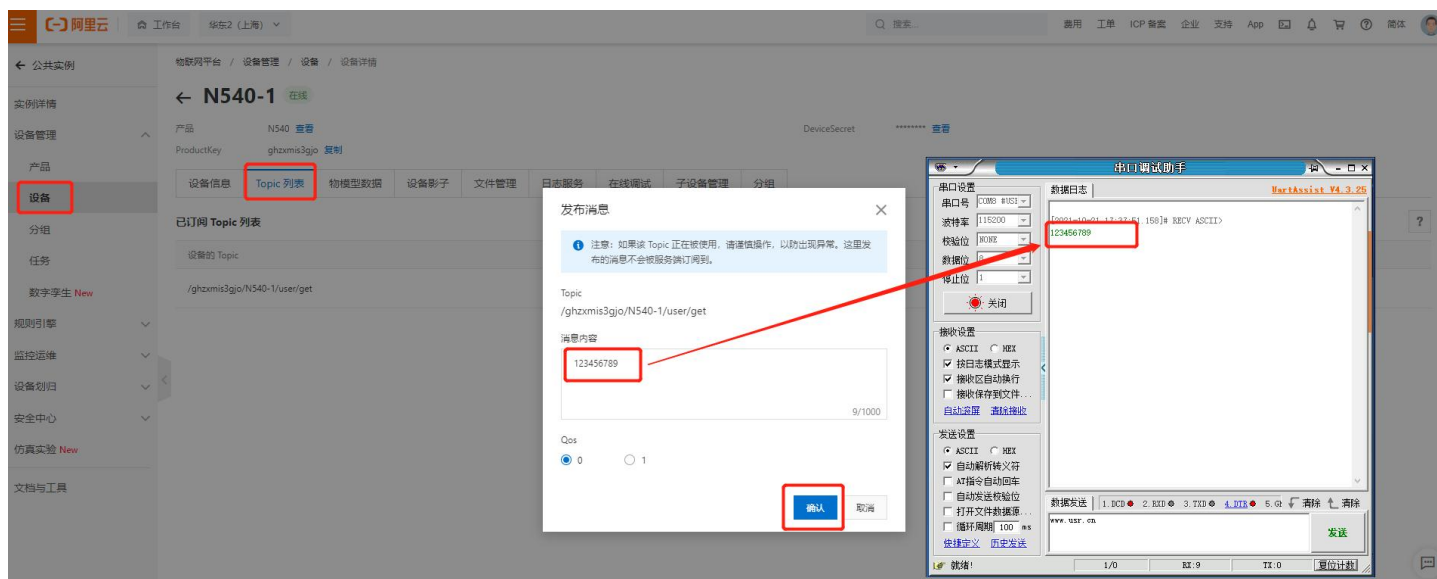 阿里云 工作台 华东2（上海） 搜索... 费用 工单 ICP 备案 企业 支持 App 简体
公共实例
物联网平台 / 设备管理 / 设备 / 设备详情
实例详情
设备管理
产品
设备
分组
任务
数字孪生 New
规则引擎
监控运维
设备划归
安全中心
仿真实验 New
文档与工具
N540-1 在线
产品 N540 查看
DeviceSecret ******** 查看
ProductKey ghzxmis3gjo 复制
设备信息 Topic 列表 物模型数据 设备影子 文件管理 日志服务 在线调试 子设备管理 分组
已订阅 Topic 列表
设备的 Topic
/ghzxmis3gjo/N540-1/user/get
发布消息
注意：如果该 Topic 正在被使用，请谨慎操作，以防出现异常。这里发
布的消息不会被服务端订阅到。
Topic
/ghzxmis3gjo/N540-1/user/get
消息内容
123456789
9/1000
Qos
0 1
确认 取消
串口调试助手
串口设置
串口号 COM8 #USI
波特率 115200
校验位 NONE
数据位
停止位 1
关闭
接收设置
ASCII HEX
按日志模式显示
接收区自动换行
接收保存到文件...
自动滚屏 清除接收
发送设置
ASCII HEX
自动解析转义符
AT指令自动回车
自动发送校验位
打开文件数据源...
循环周期 100 ms
快捷定义 历史发送
数据日志 UartAssist V4.3.25
[2021-10-21 17:37:51.158]# RECV ASCII>
123456789
数据发送 1.DCD 2.RXD 3.TXD 4.DTR 5.G 清除 清除
www.usr.cn
发送
就绪! 1/0 RX:9 TX:0 复位计数
?